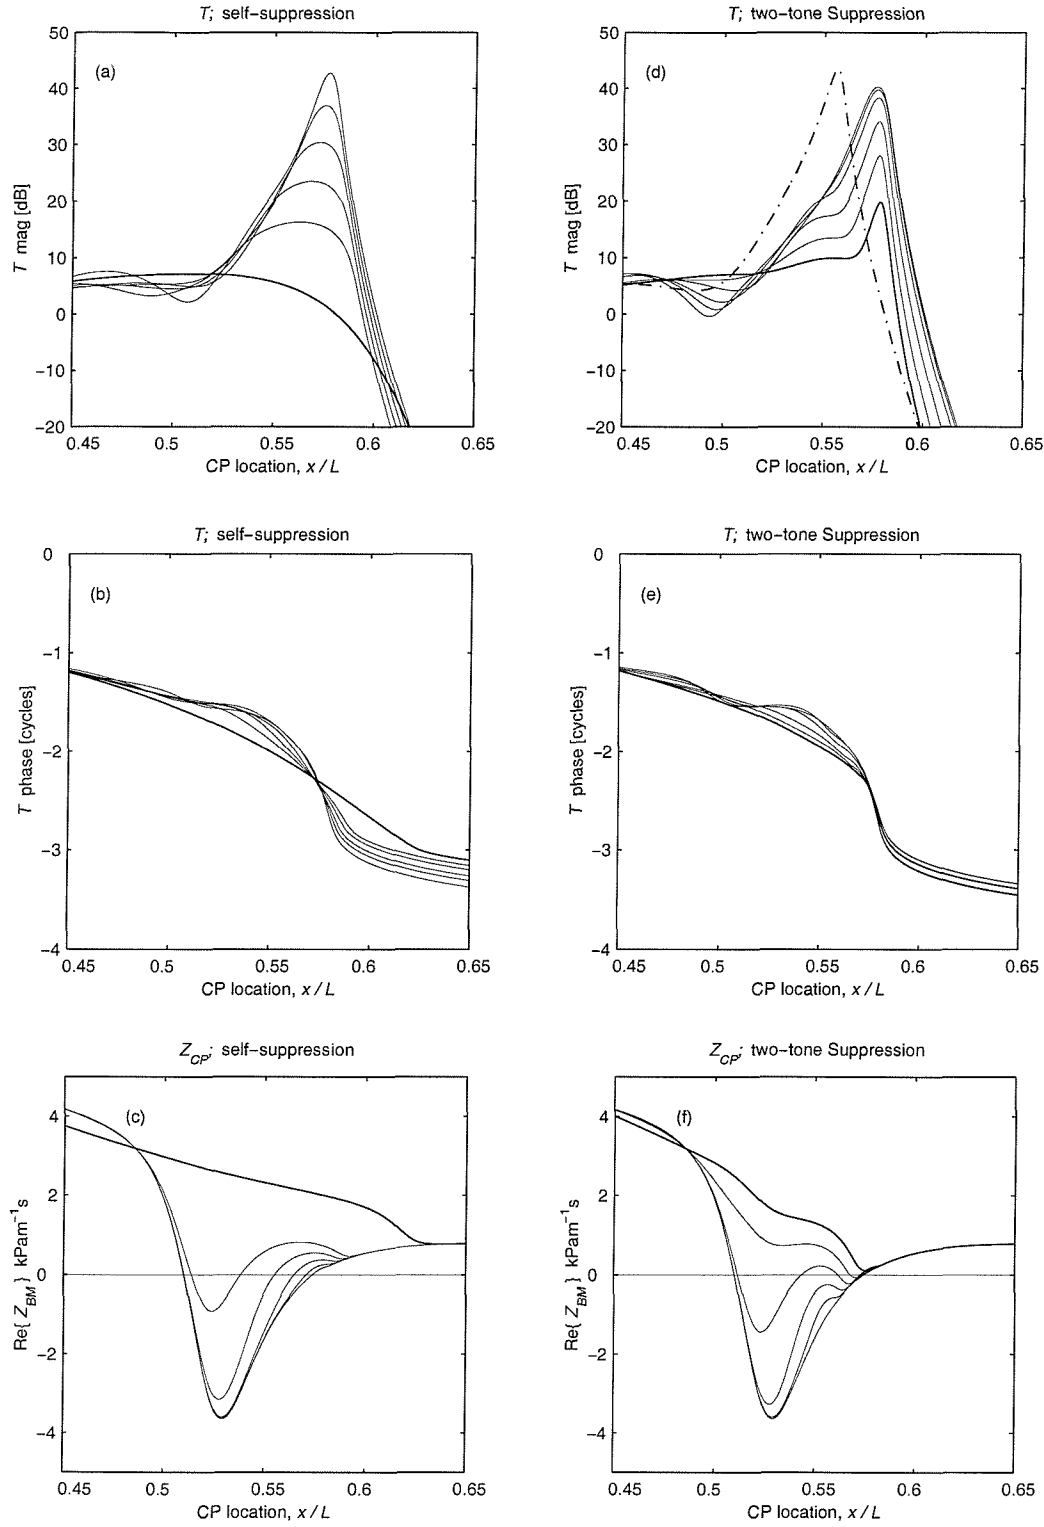 T; self-suppression
50
40
30
20
10
0
-10
-20
T mag [dB]
(a)
0.45 0.5 0.55 0.6 0.65
CP location, x / L
T; two-tone Suppression
50
40
30
20
10
0
-10
-20
T mag [dB]
(d)
0.45 0.5 0.55 0.6 0.65
CP location, x / L
T; self-suppression
0
-1
-2
-3
-4
T phase [cycles]
(b)
0.45 0.5 0.55 0.6 0.65
CP location, x / L
T; two-tone Suppression
0
-1
-2
-3
-4
T phase [cycles]
(e)
0.45 0.5 0.55 0.6 0.65
CP location, x / L
Z_CP; self-suppression
4
2
0
-2
-4
Re{ Z_BM } kPam⁻¹s
(c)
0.45 0.5 0.55 0.6 0.65
CP location, x / L
Z_CP; two-tone Suppression
4
2
0
-2
-4
Re{ Z_BM } kPam⁻¹s
(f)
0.45 0.5 0.55 0.6 0.65
CP location, x / L